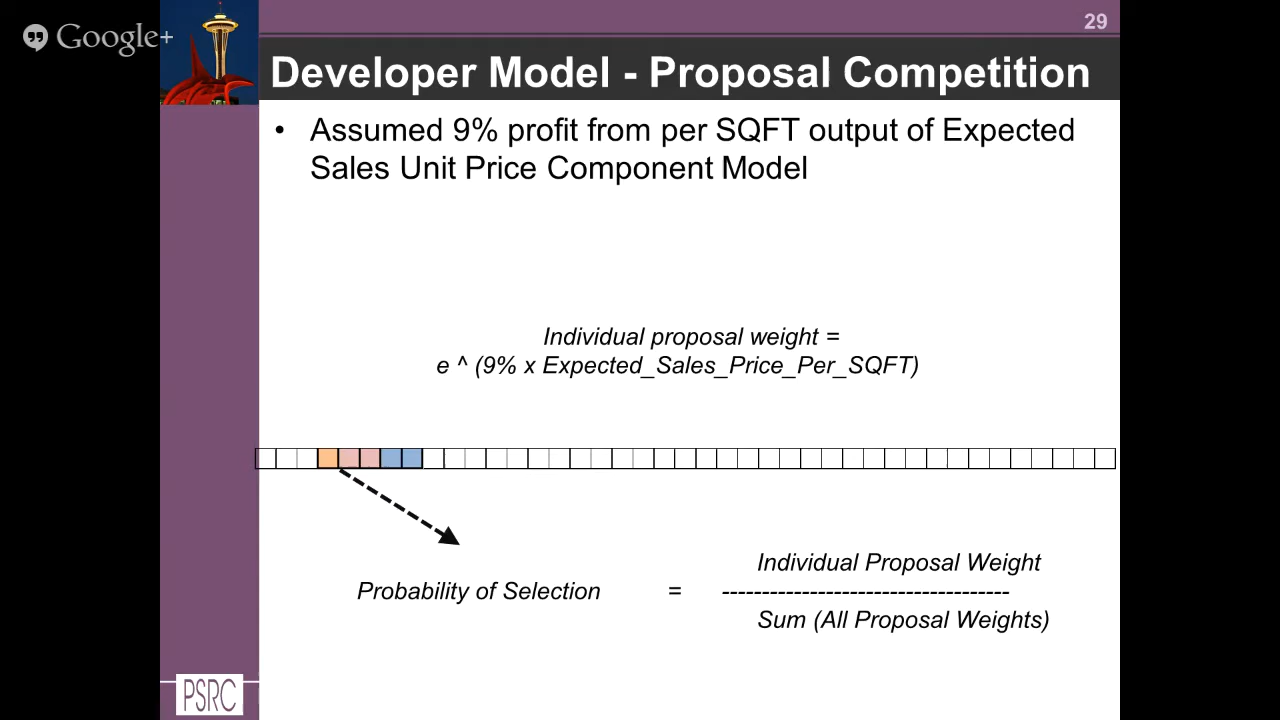 Google+
29
Developer Model - Proposal Competition
• Assumed 9% profit from per SQFT output of Expected
Sales Unit Price Component Model
Individual proposal weight =
e ^ (9% x Expected_Sales_Price_Per_SQFT)
Individual Proposal Weight
Probability of Selection = ------------------------------------
Sum (All Proposal Weights)
PSRC